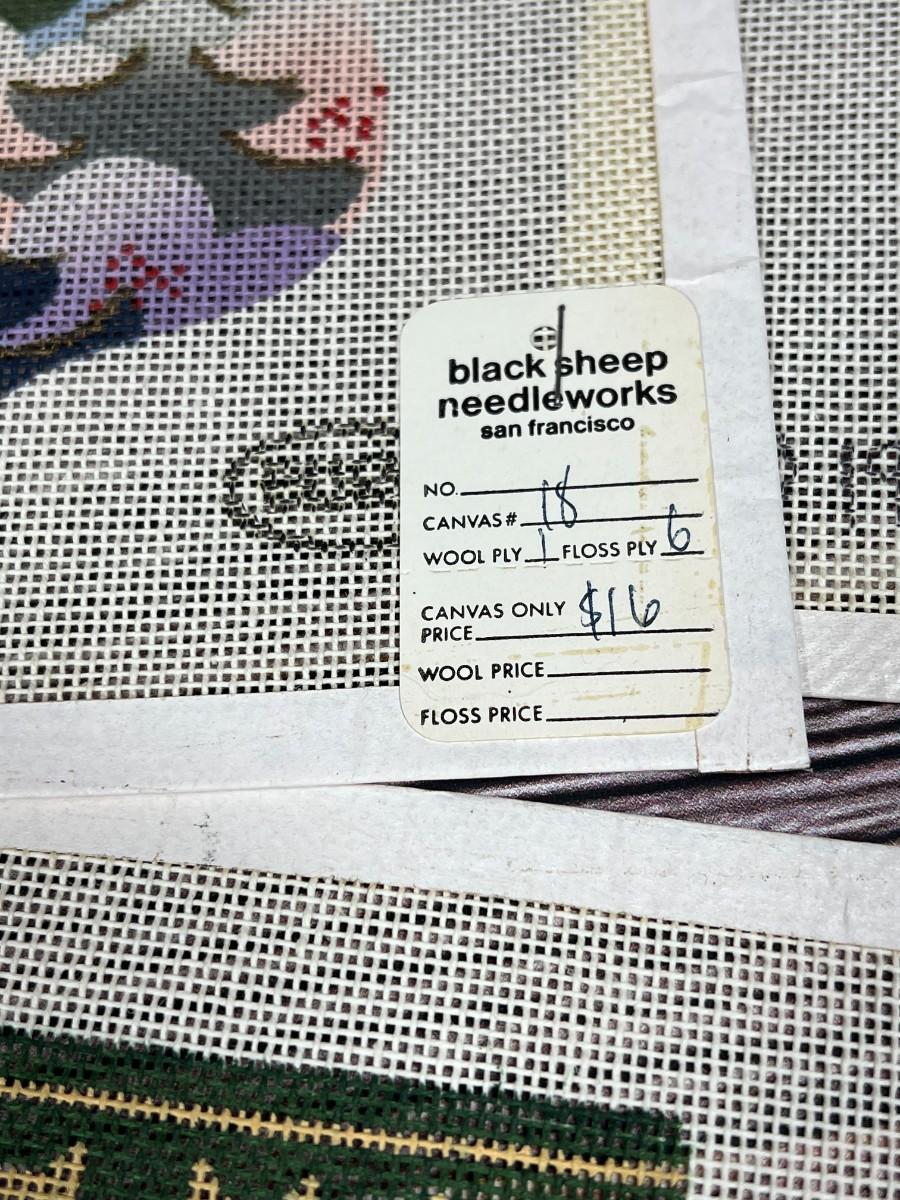 black sheep
needleworks
san francisco
NO.
CANVAS# 18
WOOL PLY 1 FLOSS PLY 6
CANVAS ONLY
PRICE $16
WOOL PRICE
FLOSS PRICE